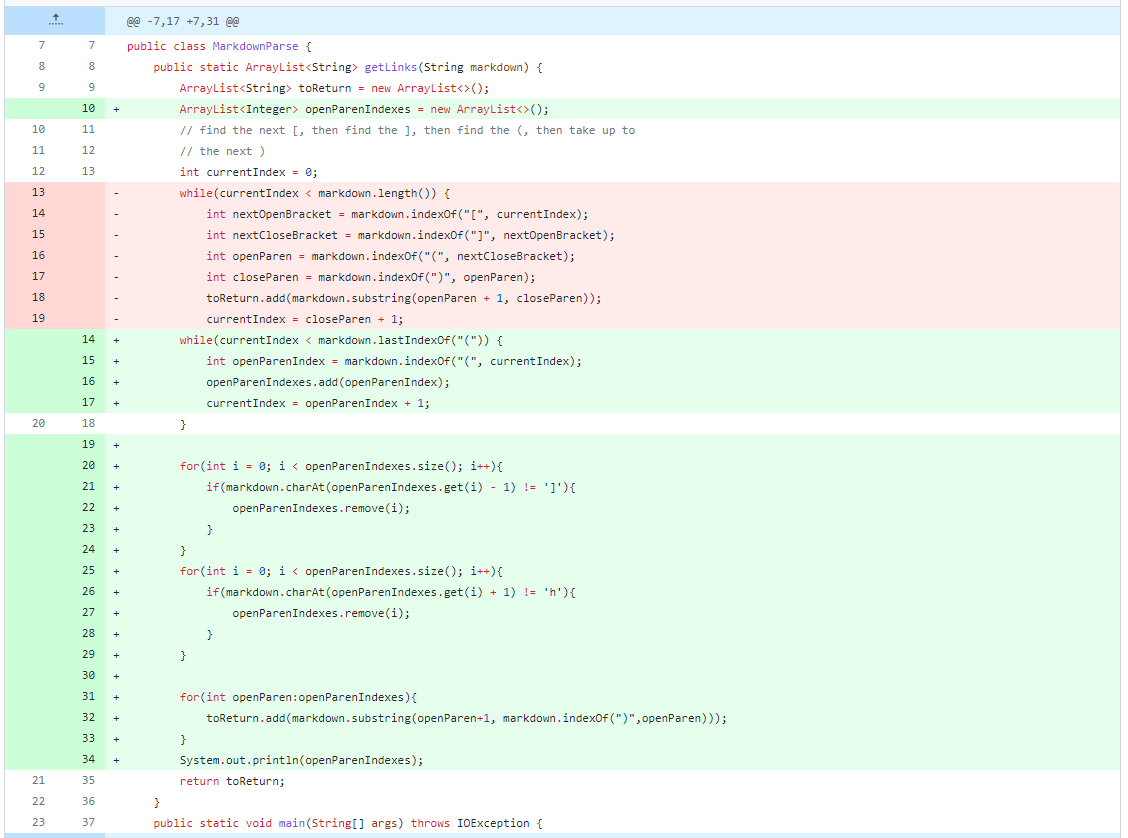 @@ -7,17 +7,31 @@
7 7 public class MarkdownParse {
8 8 public static ArrayList<String> getLinks(String markdown) {
9 9 ArrayList<String> toReturn = new ArrayList<>();
10 + ArrayList<Integer> openParenIndexes = new ArrayList<>();
10 11 // find the next [, then find the ], then find the (, then take up to
11 12 // the next )
12 13 int currentIndex = 0;
13 - while(currentIndex < markdown.length()) {
14 - int nextOpenBracket = markdown.indexOf("[", currentIndex);
15 - int nextCloseBracket = markdown.indexOf("]", nextOpenBracket);
16 - int openParen = markdown.indexOf("(", nextCloseBracket);
17 - int closeParen = markdown.indexOf(")", openParen);
18 - toReturn.add(markdown.substring(openParen + 1, closeParen));
19 - currentIndex = closeParen + 1;
14 + while(currentIndex < markdown.lastIndexOf("(")) {
15 + int openParenIndex = markdown.indexOf("(", currentIndex);
16 + openParenIndexes.add(openParenIndex);
17 + currentIndex = openParenIndex + 1;
20 18 }
19 +
20 + for(int i = 0; i < openParenIndexes.size(); i++){
21 + if(markdown.charAt(openParenIndexes.get(i) - 1) != ']'){
22 + openParenIndexes.remove(i);
23 + }
24 + }
25 + for(int i = 0; i < openParenIndexes.size(); i++){
26 + if(markdown.charAt(openParenIndexes.get(i) + 1) != 'h'){
27 + openParenIndexes.remove(i);
28 + }
29 + }
30 +
31 + for(int openParen:openParenIndexes){
32 + toReturn.add(markdown.substring(openParen+1, markdown.indexOf(")",openParen)));
33 + }
34 + System.out.println(openParenIndexes);
21 35 return toReturn;
22 36 }
23 37 public static void main(String[] args) throws IOException {